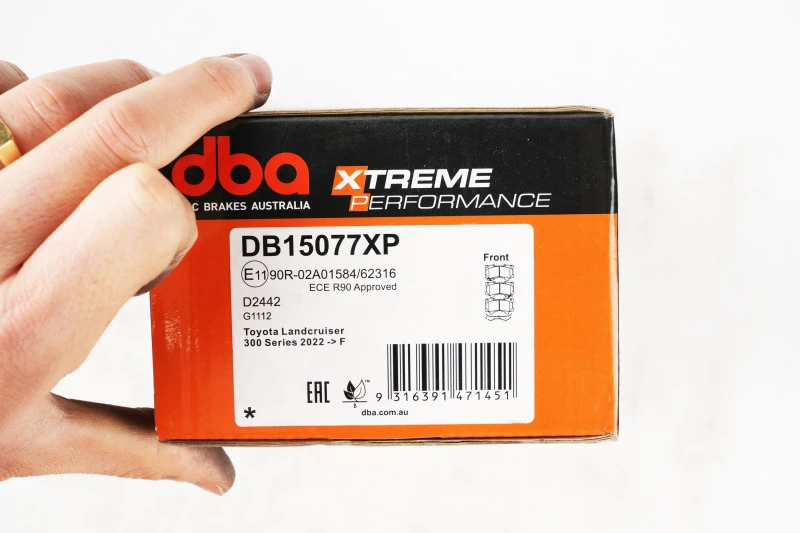 dba
C BRAKES AUSTRALIA
XTREME
PERFORMANCE
DB15077XP
E11 90R-02A01584/62316
ECE R90 Approved
D2442
G1112
Toyota Landcruiser
300 Series 2022 -> F
Front
EAC
™
B
9 316391 471451
*
dba.com.au